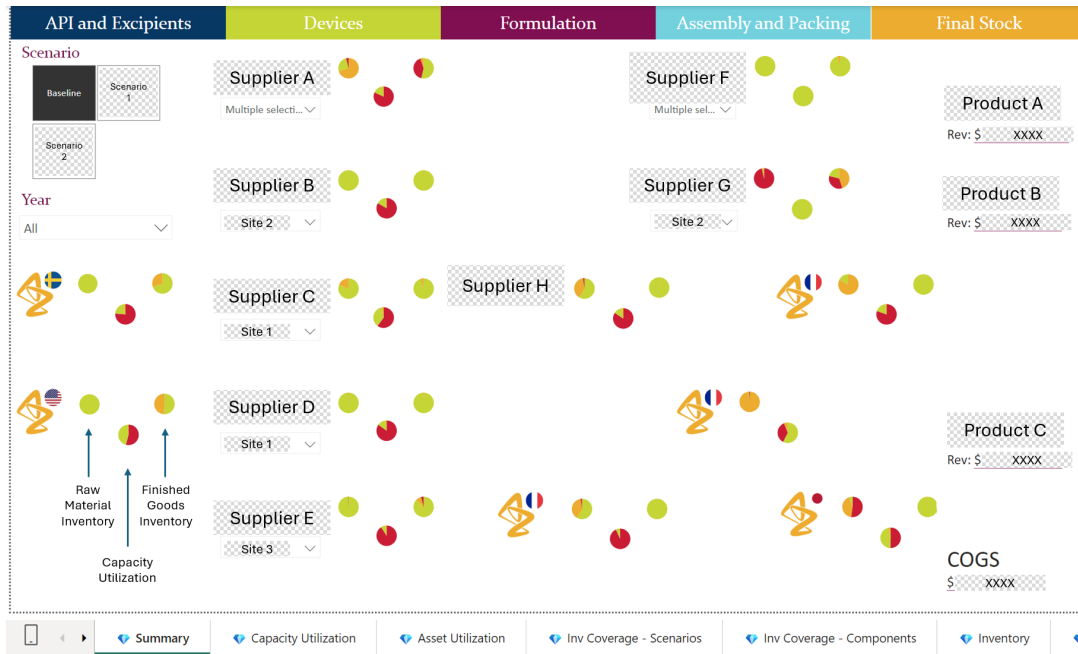 API and Excipients
Devices
Formulation
Assembly and Packing
Final Stock
Scenario
Baseline
Scenario
1
Scenario
2
Year
All
Raw
Material
Inventory
Capacity
Utilization
Finished
Goods
Inventory
Supplier A
Multiple selecti...
Supplier B
Site 2
Supplier C
Site 1
Supplier D
Site 1
Supplier E
Site 3
Supplier H
Supplier F
Multiple sel...
Supplier G
Site 2
Product A
Rev: $ XXXX
Product B
Rev: $ XXXX
Product C
Rev: $ XXXX
COGS
$ XXXX
Summary
Capacity Utilization
Asset Utilization
Inv Coverage - Scenarios
Inv Coverage - Components
Inventory